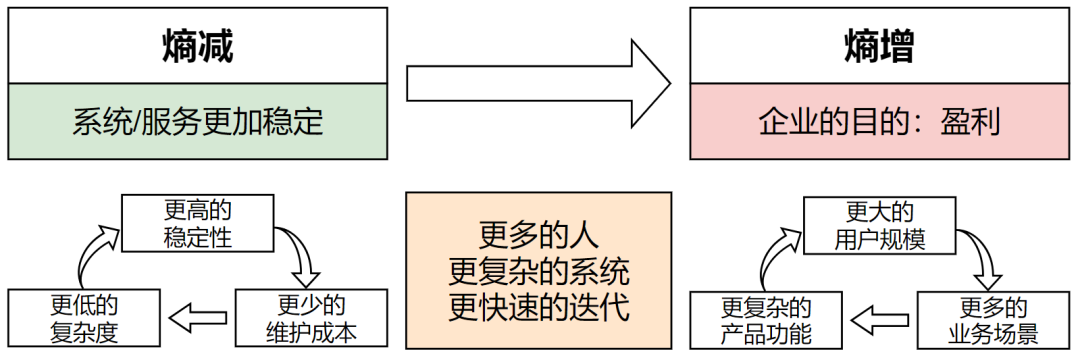 熵减
系统/服务更加稳定
熵增
企业的目的：盈利
更高的
稳定性
更低的
复杂度
更少的
维护成本
更多的人
更复杂的系统
更快速的迭代
更大的
用户规模
更复杂的
产品功能
更多的
业务场景